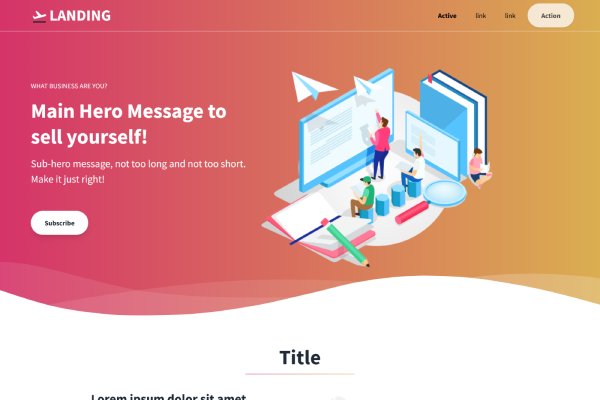 LANDING
Active
link
link
Action
WHAT BUSINESS ARE YOU?
Main Hero Message to
sell yourself!
Sub-hero message, not too long and not too short.
Make it just right!
Subscribe
Title
Lorem ipsum dolor sit amet